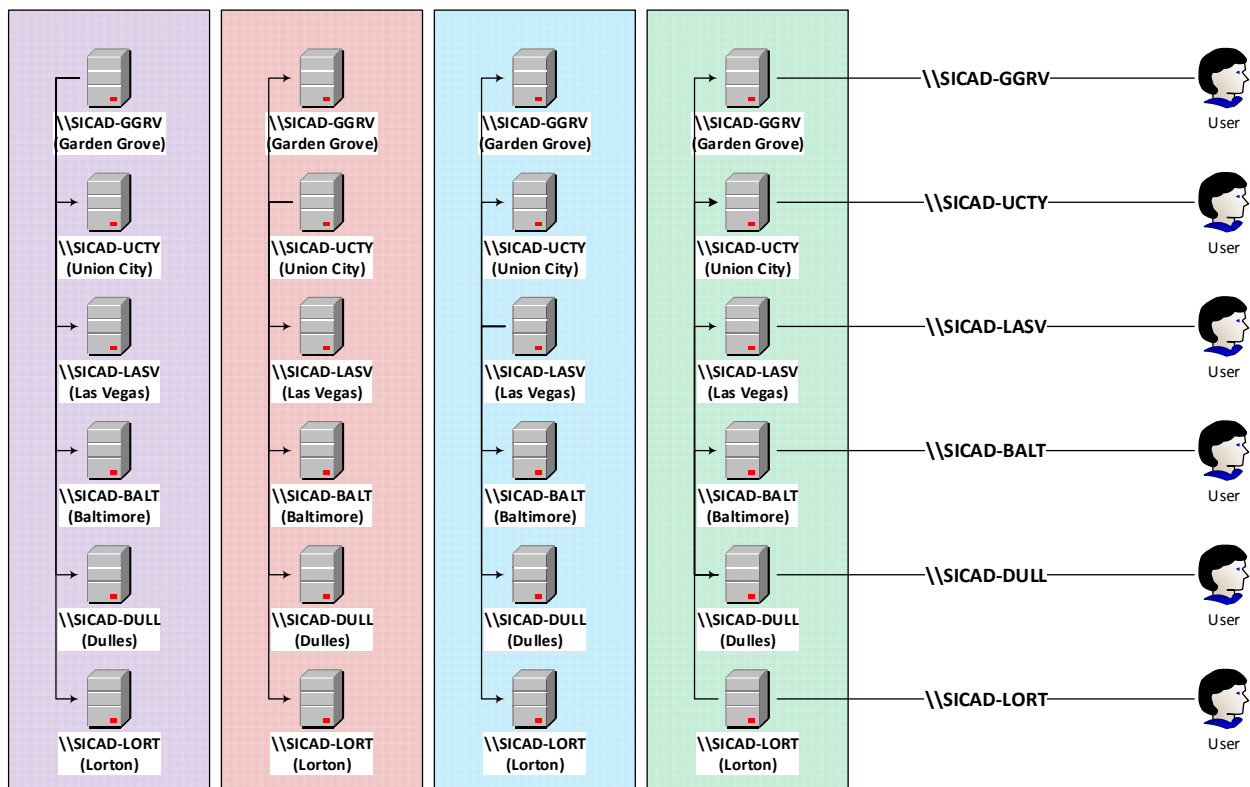 \\SICAD-GGRV
(Garden Grove)
\\SICAD-GGRV
(Garden Grove)
\\SICAD-GGRV
(Garden Grove)
\\SICAD-GGRV
(Garden Grove)
\\SICAD-GGRV
User
\\SICAD-UCTY
(Union City)
\\SICAD-UCTY
(Union City)
\\SICAD-UCTY
(Union City)
\\SICAD-UCTY
(Union City)
\\SICAD-UCTY
User
\\SICAD-LASV
(Las Vegas)
\\SICAD-LASV
(Las Vegas)
\\SICAD-LASV
(Las Vegas)
\\SICAD-LASV
(Las Vegas)
\\SICAD-LASV
User
\\SICAD-BALT
(Baltimore)
\\SICAD-BALT
(Baltimore)
\\SICAD-BALT
(Baltimore)
\\SICAD-BALT
(Baltimore)
\\SICAD-BALT
User
\\SICAD-DULL
(Dulles)
\\SICAD-DULL
(Dulles)
\\SICAD-DULL
(Dulles)
\\SICAD-DULL
(Dulles)
\\SICAD-DULL
User
\\SICAD-LORT
(Lorton)
\\SICAD-LORT
(Lorton)
\\SICAD-LORT
(Lorton)
\\SICAD-LORT
(Lorton)
\\SICAD-LORT
User